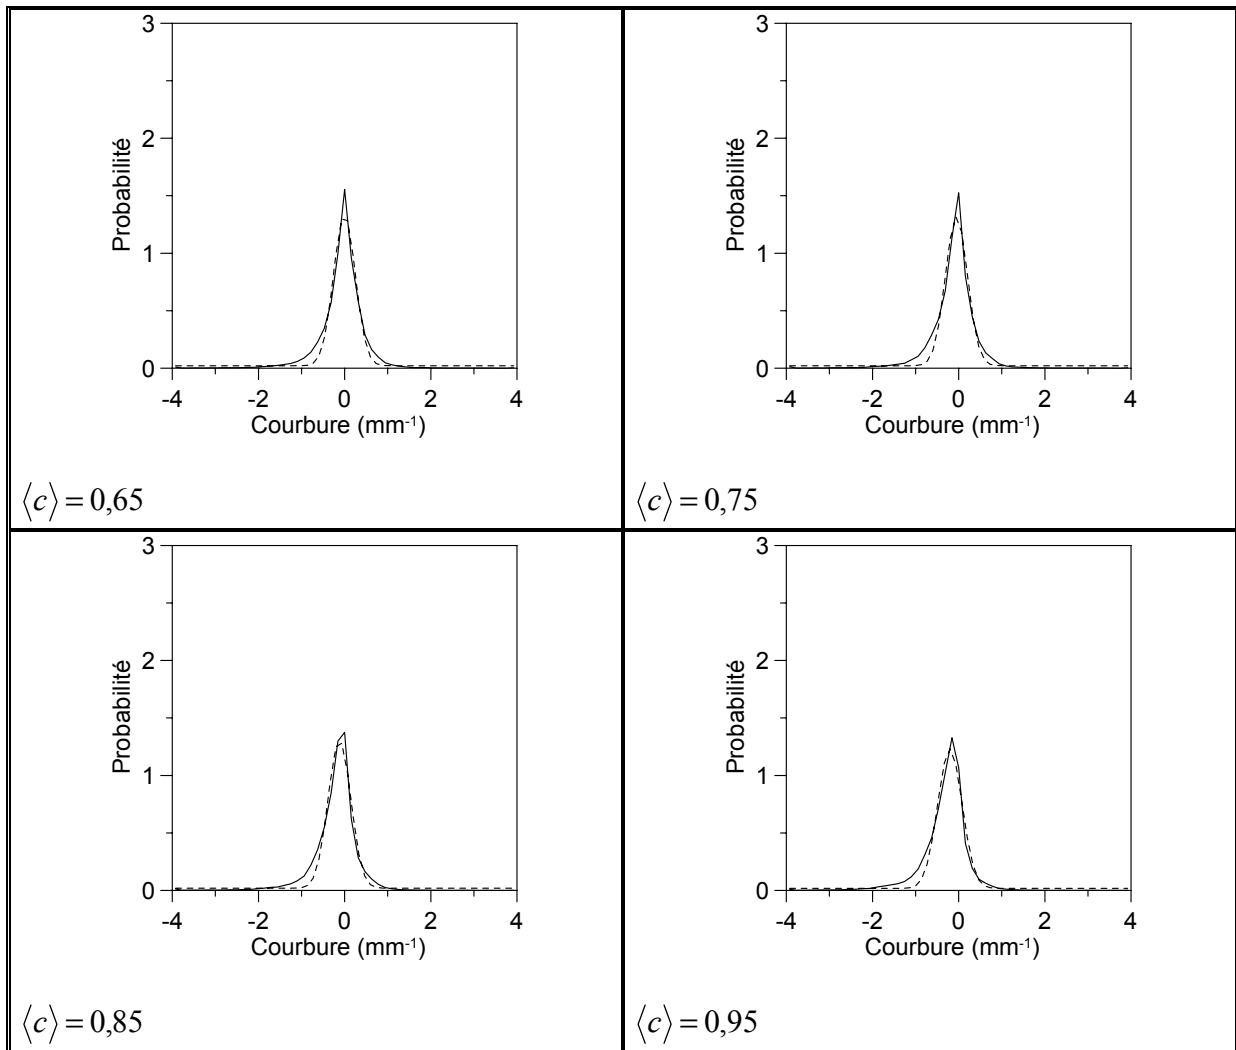 3
2
1
0
Probabilité
-4 -2 0 2 4
Courbure (mm-1)
⟨c⟩ = 0,65
3
2
1
0
Probabilité
-4 -2 0 2 4
Courbure (mm-1)
⟨c⟩ = 0,75
3
2
1
0
Probabilité
-4 -2 0 2 4
Courbure (mm-1)
⟨c⟩ = 0,85
3
2
1
0
Probabilité
-4 -2 0 2 4
Courbure (mm-1)
⟨c⟩ = 0,95